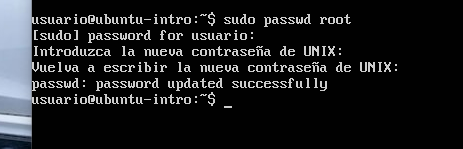 usuario@ubuntu-intro:~$ sudo passwd root
[sudo] password for usuario:
Introduzca la nueva contraseña de UNIX:
Vuelva a escribir la nueva contraseña de UNIX:
passwd: password updated successfully
usuario@ubuntu-intro:~$ _